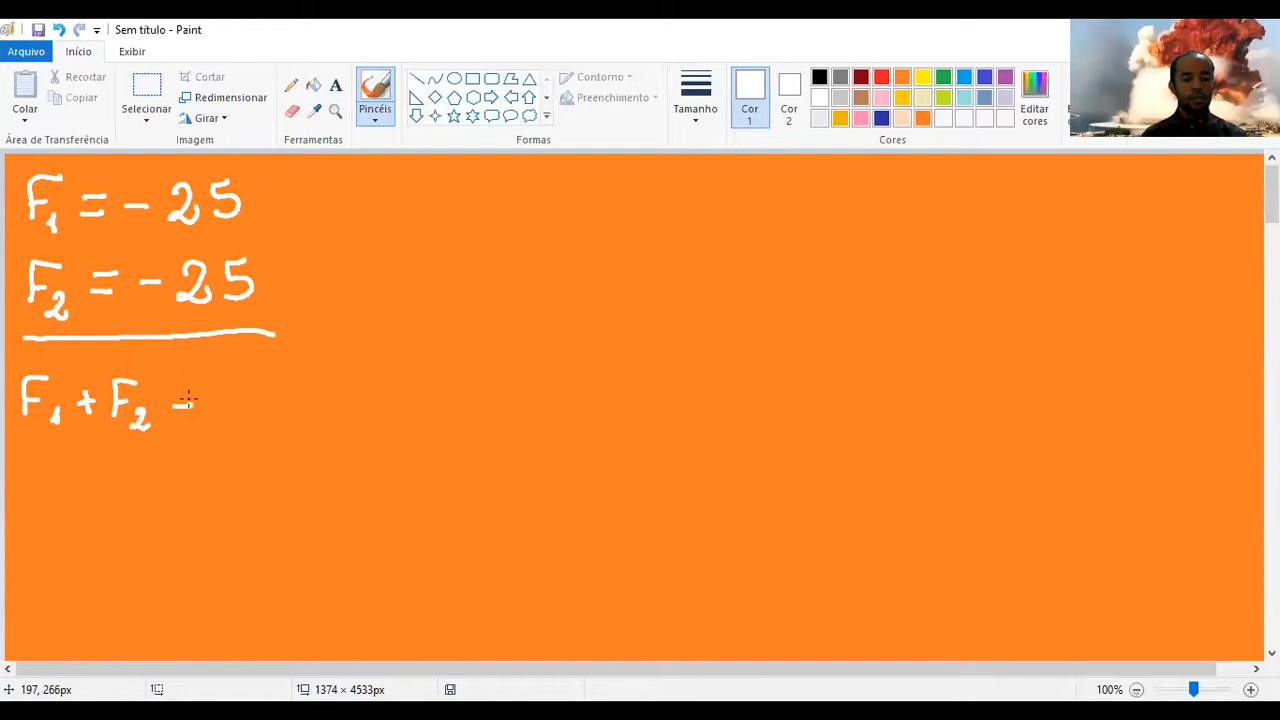 Sem título - Paint
Arquivo Início Exibir
Colar
Recortar
Copiar
Área de Transferência
Selecionar
Cortar
Redimensionar
Girar
Imagem
A
Ferramentas
Pincéis
Contorno
Preenchimento
Formas
Tamanho
Cor 1
Cor 2
Editar cores
Cores
F₁ = - 25
F₂ = - 25
F₁ + F₂ -
197, 266px
1374 × 4533px
100%